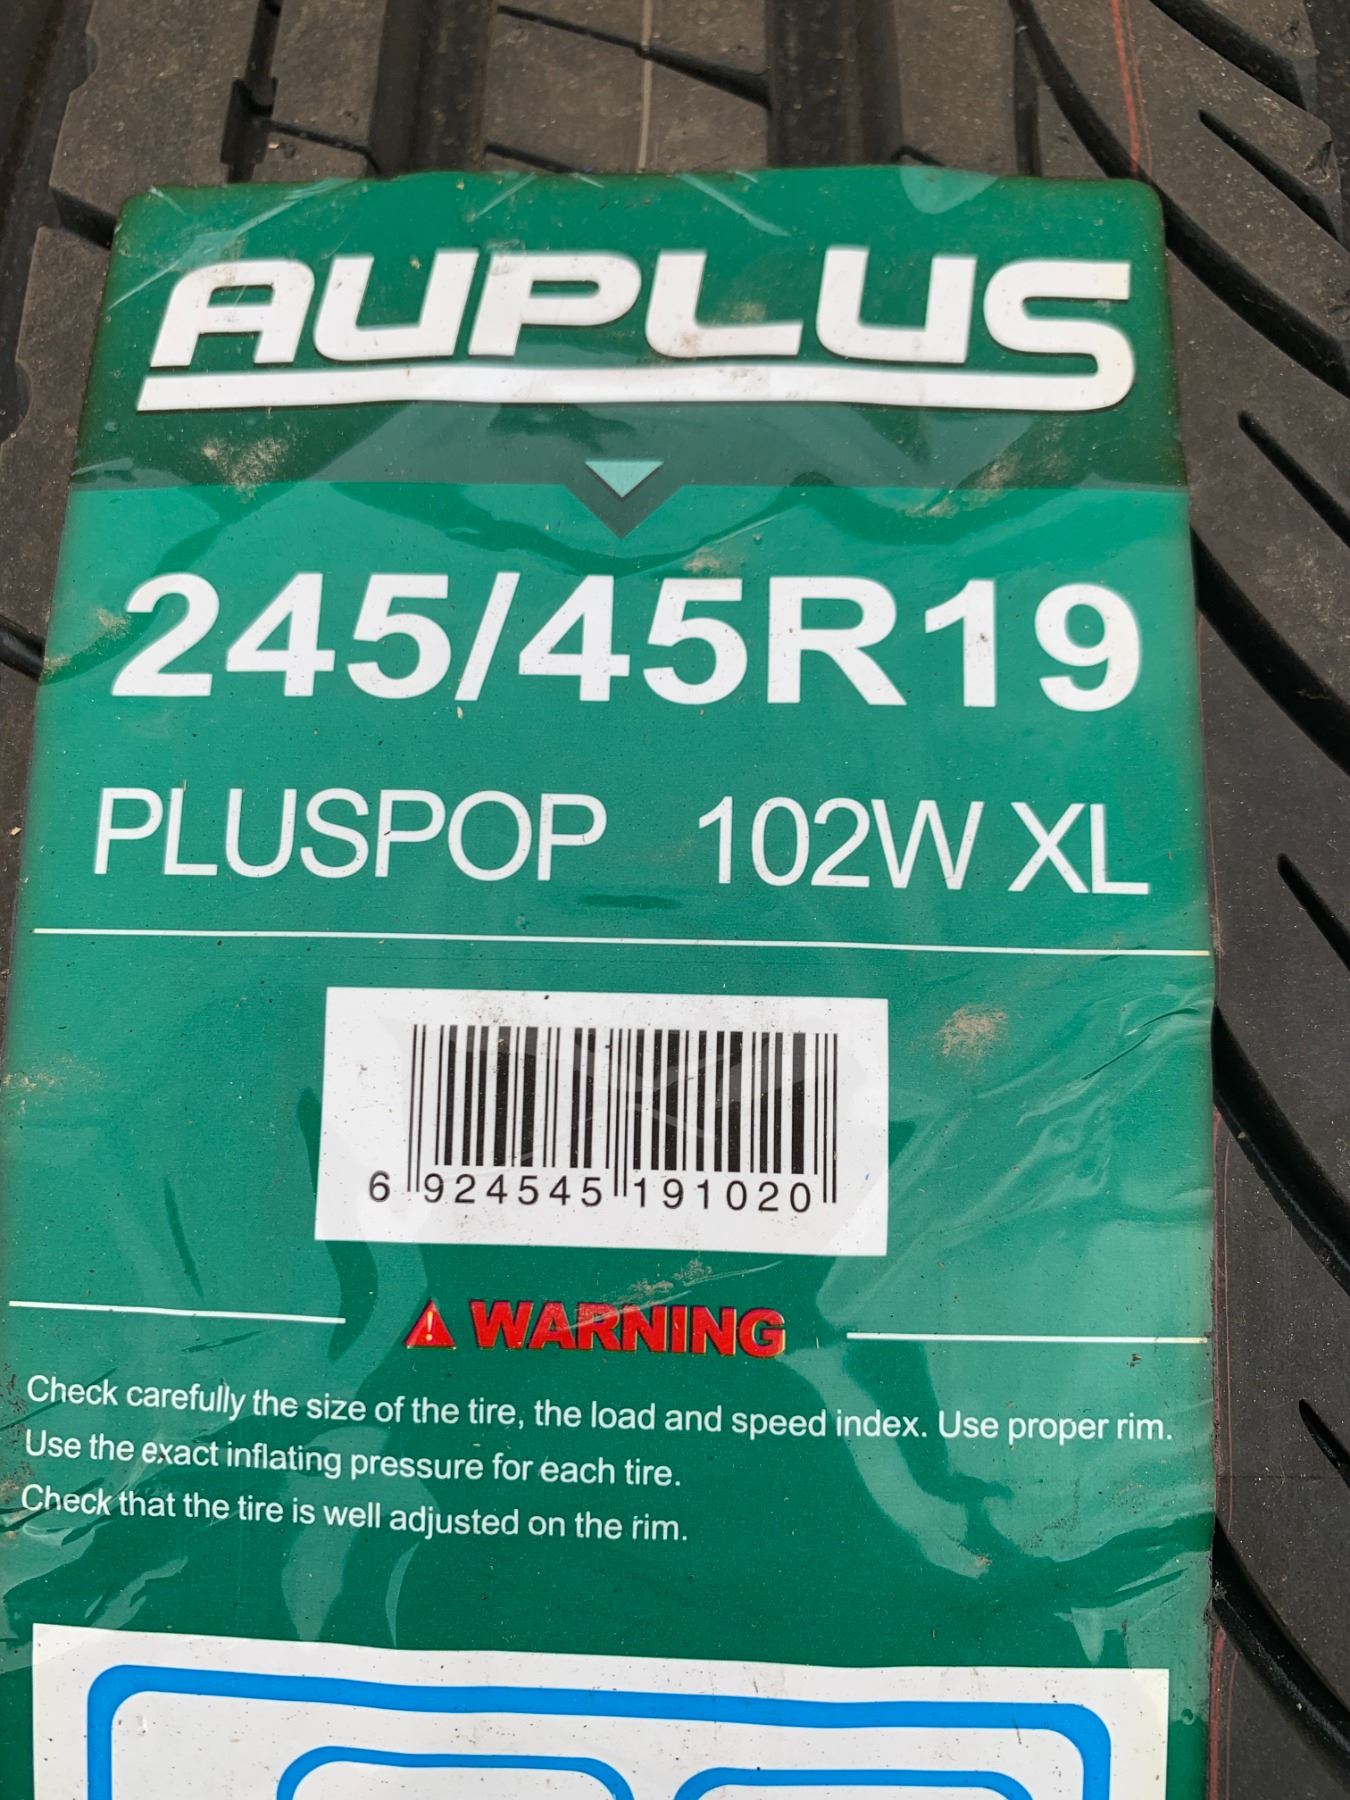 AUPLUS
245/45R19
PLUSPOP 102W XL
6 924545 191020
WARNING
Check carefully the size of the tire, the load and speed index. Use proper rim.
Use the exact inflating pressure for each tire.
Check that the tire is well adjusted on the rim.